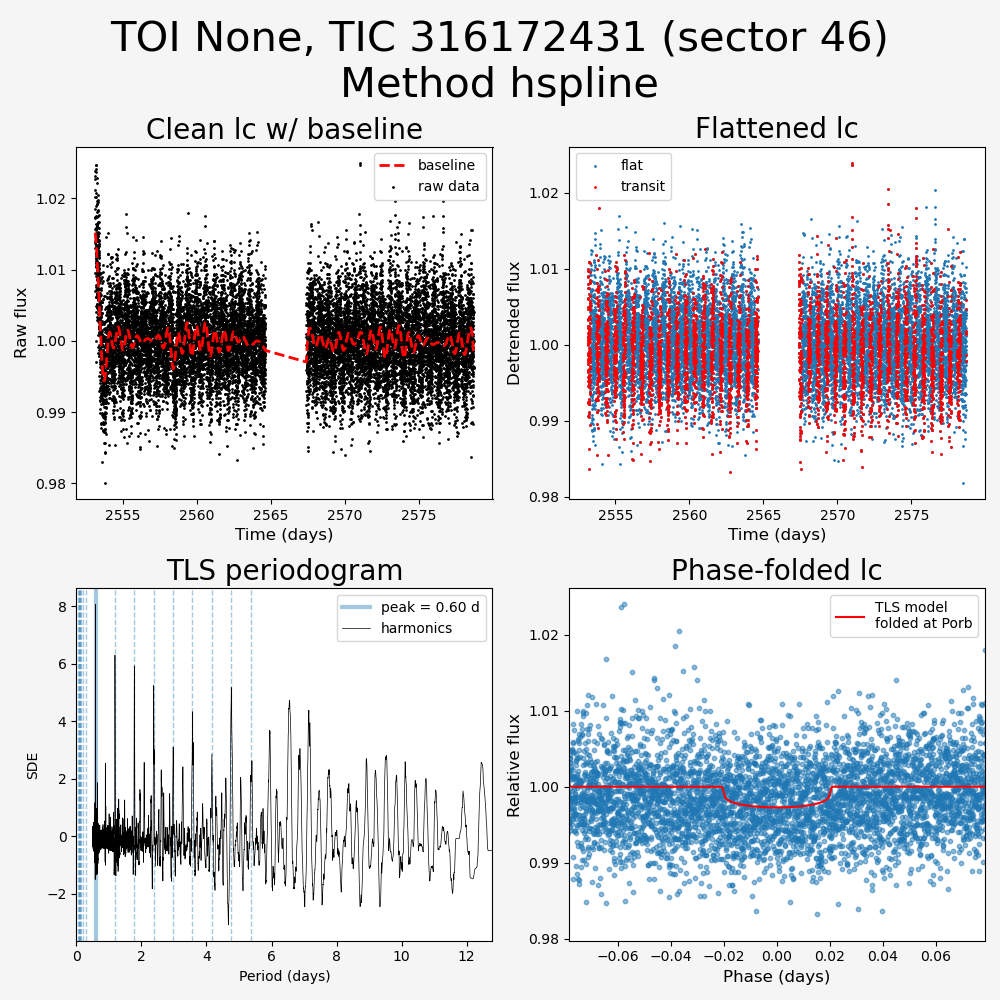 TOI None, TIC 316172431 (sector 46)
Method hspline
Clean lc w/ baseline
Raw flux
1.02
1.01
1.00
0.99
0.98
baseline
raw data
2555
2560
2565
2570
2575
Time (days)
Flattened lc
Detrended flux
1.02
1.01
1.00
0.99
0.98
flat
transit
2555
2560
2565
2570
2575
Time (days)
TLS periodogram
SDE
8
6
4
2
0
−2
peak = 0.60 d
harmonics
0
2
4
6
8
10
12
Period (days)
Phase-folded lc
Relative flux
1.02
1.01
1.00
0.99
0.98
TLS model
folded at Porb
−0.06
−0.04
−0.02
0.00
0.02
0.04
0.06
Phase (days)